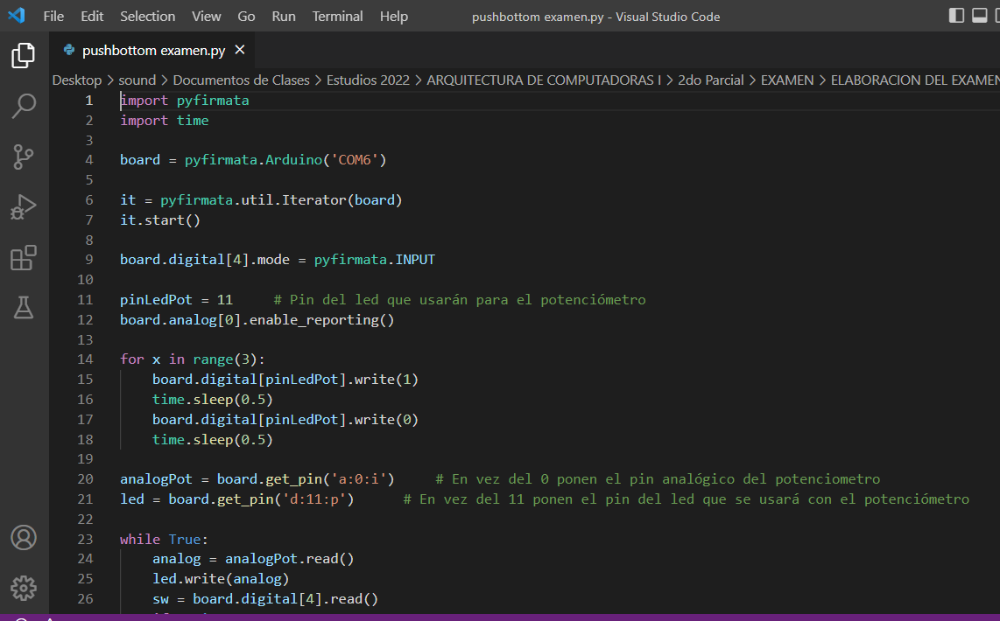 File Edit Selection View Go Run Terminal Help pushbottom examen.py - Visual Studio Code
pushbottom examen.py
Desktop > sound > Documentos de Clases > Estudios 2022 > ARQUITECTURA DE COMPUTADORAS I > 2do Parcial > EXAMEN > ELABORACION DEL EXAMEN
1 import pyfirmata
2 import time
3
4 board = pyfirmata.Arduino('COM6')
5
6 it = pyfirmata.util.Iterator(board)
7 it.start()
8
9 board.digital[4].mode = pyfirmata.INPUT
10
11 pinLedPot = 11 # Pin del led que usarán para el potenciómetro
12 board.analog[0].enable_reporting()
13
14 for x in range(3):
15 board.digital[pinLedPot].write(1)
16 time.sleep(0.5)
17 board.digital[pinLedPot].write(0)
18 time.sleep(0.5)
19
20 analogPot = board.get_pin('a:0:i') # En vez del 0 ponen el pin analógico del potenciometro
21 led = board.get_pin('d:11:p') # En vez del 11 ponen el pin del led que se usará con el potenciómetro
22
23 while True:
24 analog = analogPot.read()
25 led.write(analog)
26 sw = board.digital[4].read()